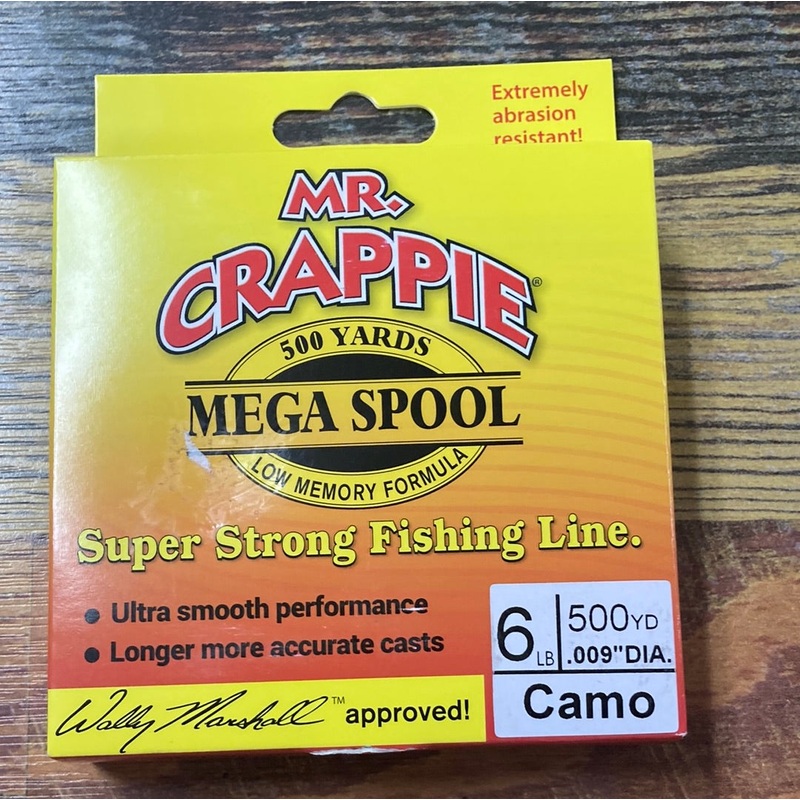 Extremely
abrasion
resistant!
MR.
CRAPPIE®
500 YARDS
MEGA SPOOL
LOW MEMORY FORMULA
Super Strong Fishing Line.
● Ultra smooth performance
● Longer more accurate casts
6 LB
500YD
.009"DIA.
Camo
Wally Marshall™ approved!